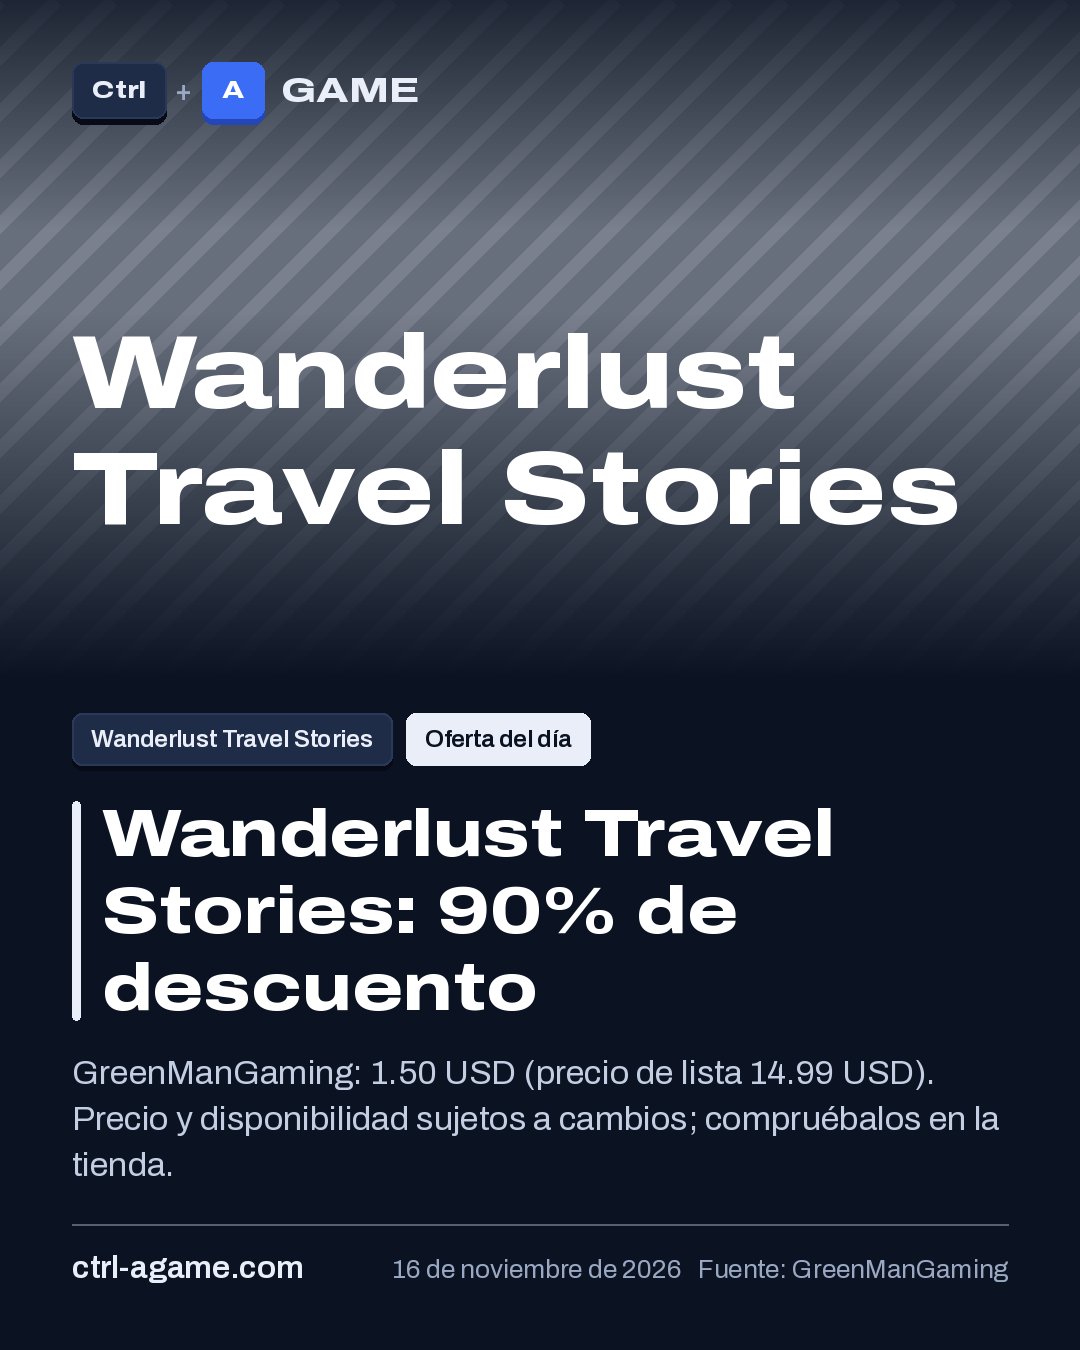 Ctrl + A GAME
Wanderlust
Travel Stories
Wanderlust Travel Stories Oferta del día
Wanderlust Travel
Stories: 90% de
descuento
GreenManGaming: 1.50 USD (precio de lista 14.99 USD).
Precio y disponibilidad sujetos a cambios; compruébalos en la
tienda.
ctrl-agame.com 16 de noviembre de 2026 Fuente: GreenManGaming